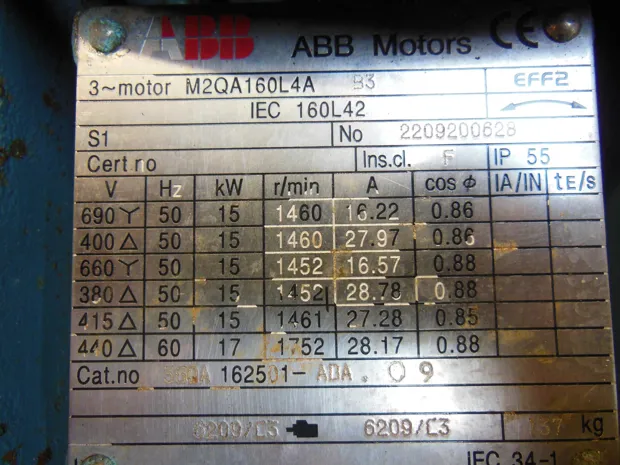 ABB ABB Motors CE
3~motor M2QA160L4A B3 EFF2
IEC 160L42
S1 No 2209200628
Cert no Ins.cl. F IP 55
V Hz kW r/min A cos ϕ IA/IN tE/s
690 Y 50 15 1460 16.22 0.86
400 Δ 50 15 1460 27.97 0.86
660 Y 50 15 1452 16.57 0.88
380 Δ 50 15 1452 28.78 0.88
415 Δ 50 15 1461 27.28 0.85
440 Δ 60 17 1752 28.17 0.88
Cat.no 162501-ADA. 09
6209/C3 6209/C3 kg
IEC 34-1